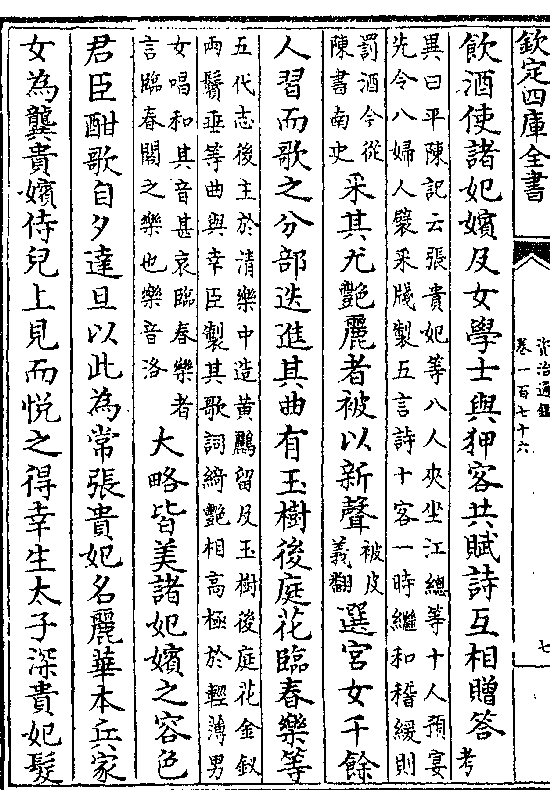 欽定四庫全書
資治通鑑
卷一百七十六
七
飲酒使諸妃嬪及女學士與狎客共賦詩互相贈答考
異曰平陳記云張貴妃等八人夾坐江總等十人預宴
先令八婦人襞采牋製五言詩十客一時繼和稽緩則
罰酒今從
陳書南史
采其尤艷麗者被以新聲
被皮
義翻
選宮女千餘
人習而歌之分部迭進其曲有玉樹後庭花臨春樂等
五代志後主於清樂中造黃鸝留及玉樹後庭花金釵
兩鬢垂等曲與幸臣製其歌詞綺艷相高極於輕薄男
女唱和其音甚哀臨春樂者
言臨春閣之樂也樂音洛
大略皆美諸妃嬪之容色
君臣酣歌自夕達旦以此為常張貴妃名麗華本兵家
女為龔貴嬪侍兒上見而悅之得幸生太子深貴妃髮